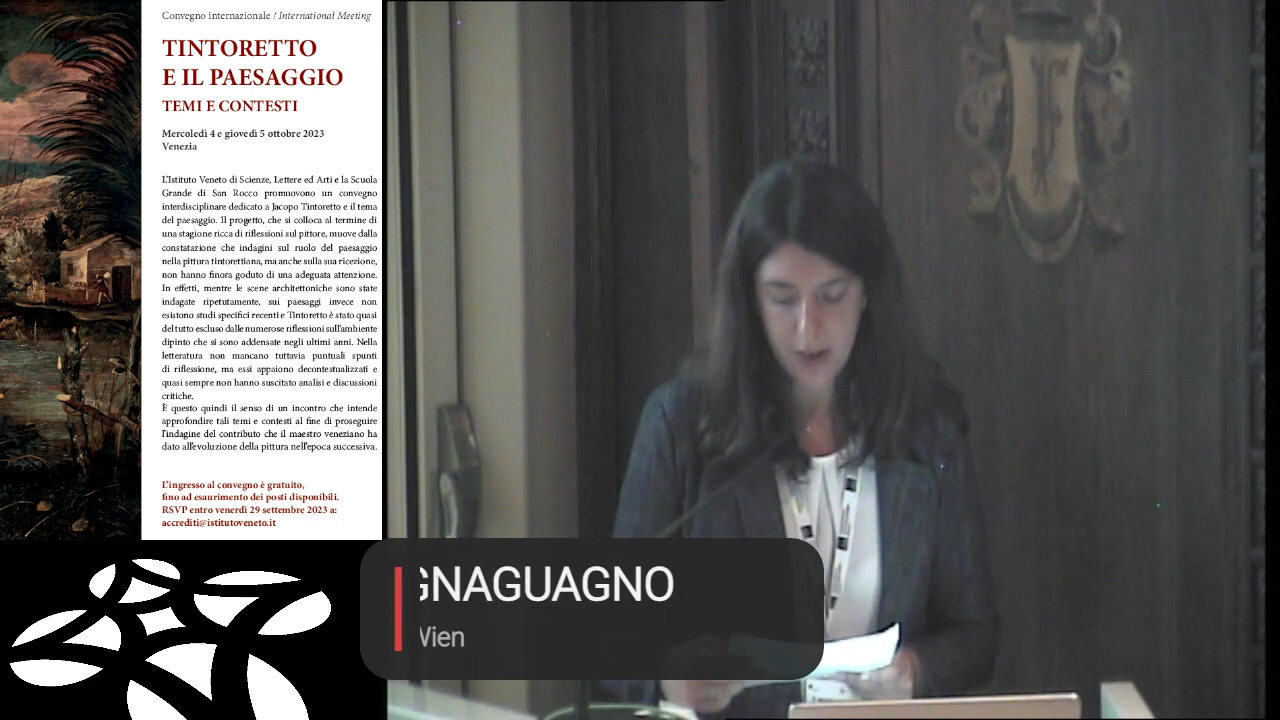 Convegno internazionale / International Meeting
TINTORETTO
E IL PAESAGGIO
TEMI E CONTESTI
Mercoledì 4 e giovedì 5 ottobre 2023
Venezia
L'Istituto Veneto di Scienze, Lettere ed Arti e la Scuola
Grande di San Rocco promuovono un convegno
interdisciplinare dedicato a Jacopo Tintoretto e il tema
del paesaggio. Il progetto, che si colloca al termine di
una stagione ricca di riflessioni sul pittore, muove dalla
constatazione che indagini sul ruolo del paesaggio
nella pittura tintorettiana, ma anche sulla sua ricezione,
non hanno finora goduto di una adeguata attenzione.
In effetti, mentre le scene architettoniche sono state
indagate ripetutamente, sui paesaggi invece non
esistono studi specifici recenti e Tintoretto è stato quasi
del tutto escluso dalle numerose riflessioni sull'ambiente
dipinto che si sono addensate negli ultimi anni. Nella
letteratura non mancano tuttavia puntuali spunti
di riflessione, ma essi appaiono decontestualizzati e
quasi sempre non hanno suscitato analisi e discussioni
critiche.
È questo quindi il senso di un incontro che intende
approfondire tali temi e contesti al fine di proseguire
l'indagine del contributo che il maestro veneziano ha
dato all'evoluzione della pittura nell'epoca successiva.
L'ingresso al convegno è gratuito,
fino ad esaurimento dei posti disponibili.
RSVP entro venerdì 29 settembre 2023 a:
accrediti@istitutoveneto.it
GNAGUAGNO
Wien